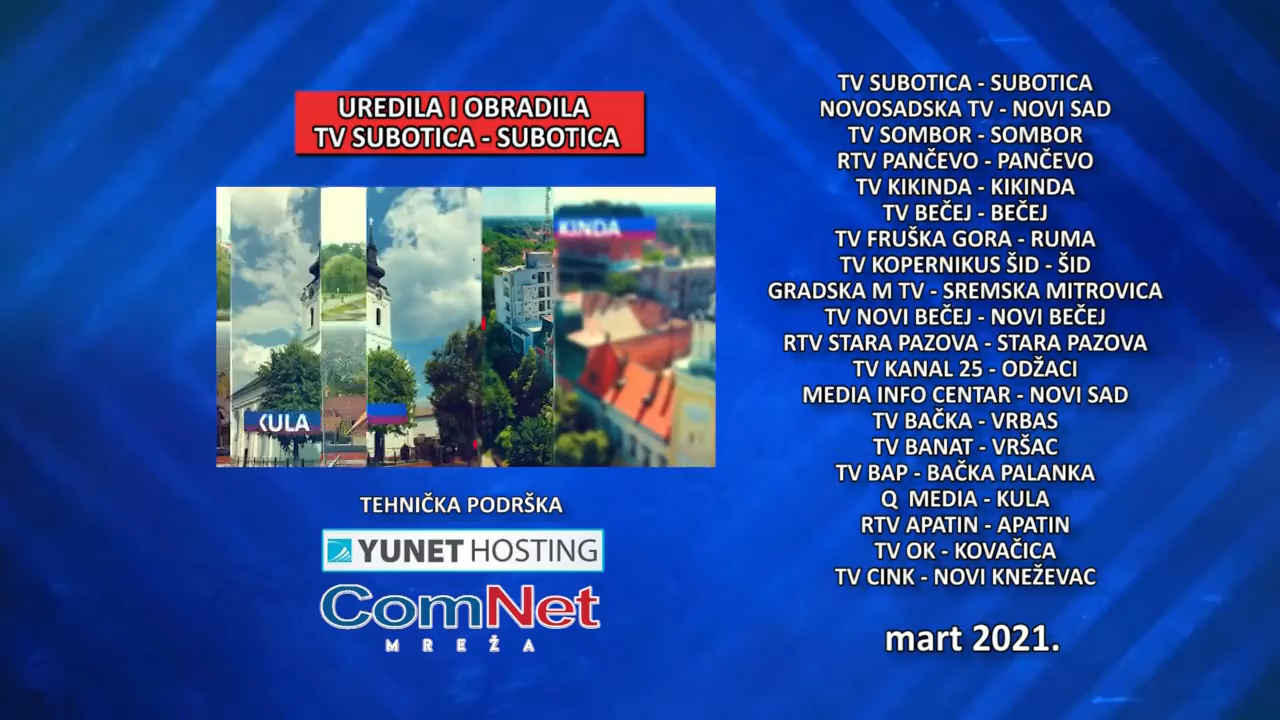 UREDILA I OBRADILA
TV SUBOTICA - SUBOTICA
KULA
KINDA
TEHNIČKA PODRŠKA
YUNET HOSTING
ComNet
MREŽA
TV SUBOTICA - SUBOTICA
NOVOSADSKA TV - NOVI SAD
TV SOMBOR - SOMBOR
RTV PANČEVO - PANČEVO
TV KIKINDA - KIKINDA
TV BEČEJ - BEČEJ
TV FRUŠKA GORA - RUMA
TV KOPERNIKUS ŠID - ŠID
GRADSKA M TV - SREMSKA MITROVICA
TV NOVI BEČEJ - NOVI BEČEJ
RTV STARA PAZOVA - STARA PAZOVA
TV KANAL 25 - ODŽACI
MEDIA INFO CENTAR - NOVI SAD
TV BAČKA - VRBAS
TV BANAT - VRŠAC
TV BAP - BAČKA PALANKA
Q MEDIA - KULA
RTV APATIN - APATIN
TV OK - KOVAČICA
TV CINK - NOVI KNEŽEVAC
mart 2021.